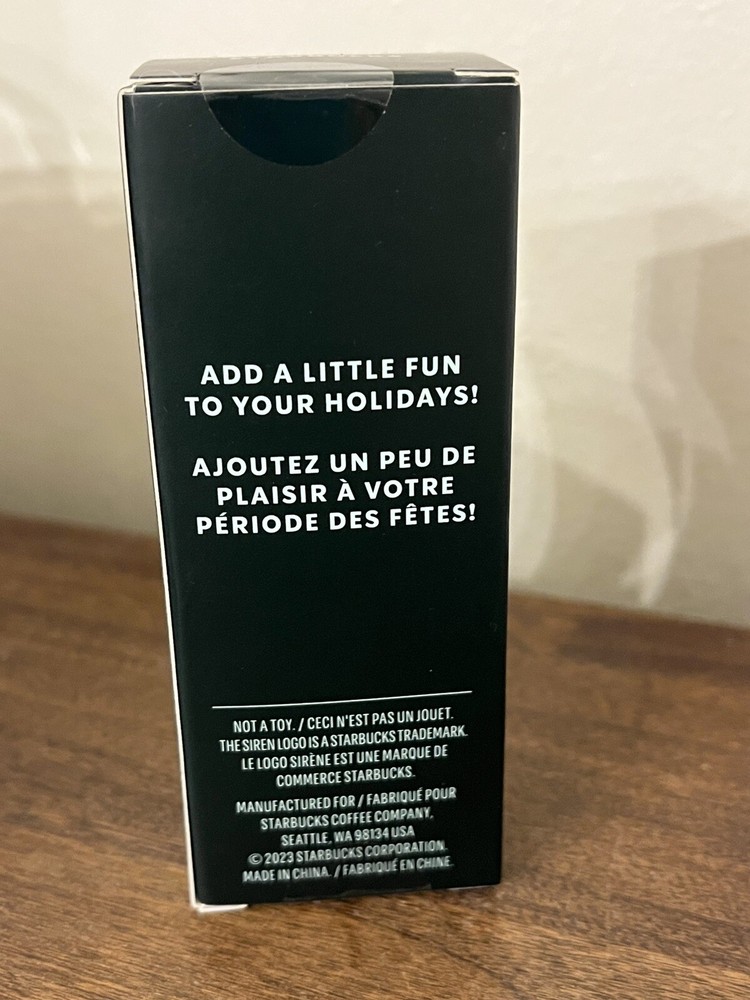 ADD A LITTLE FUN
TO YOUR HOLIDAYS!
AJOUTEZ UN PEU DE
PLAISIR À VOTRE
PÉRIODE DES FÊTES!
NOT A TOY. / CECI N'EST PAS UN JOUET.
THE SIREN LOGO IS A STARBUCKS TRADEMARK.
LE LOGO SIRÈNE EST UNE MARQUE DE
COMMERCE STARBUCKS.
MANUFACTURED FOR / FABRIQUÉ POUR
STARBUCKS COFFEE COMPANY,
SEATTLE, WA 98134 USA
© 2023 STARBUCKS CORPORATION.
MADE IN CHINA. / FABRIQUÉ EN CHINE.